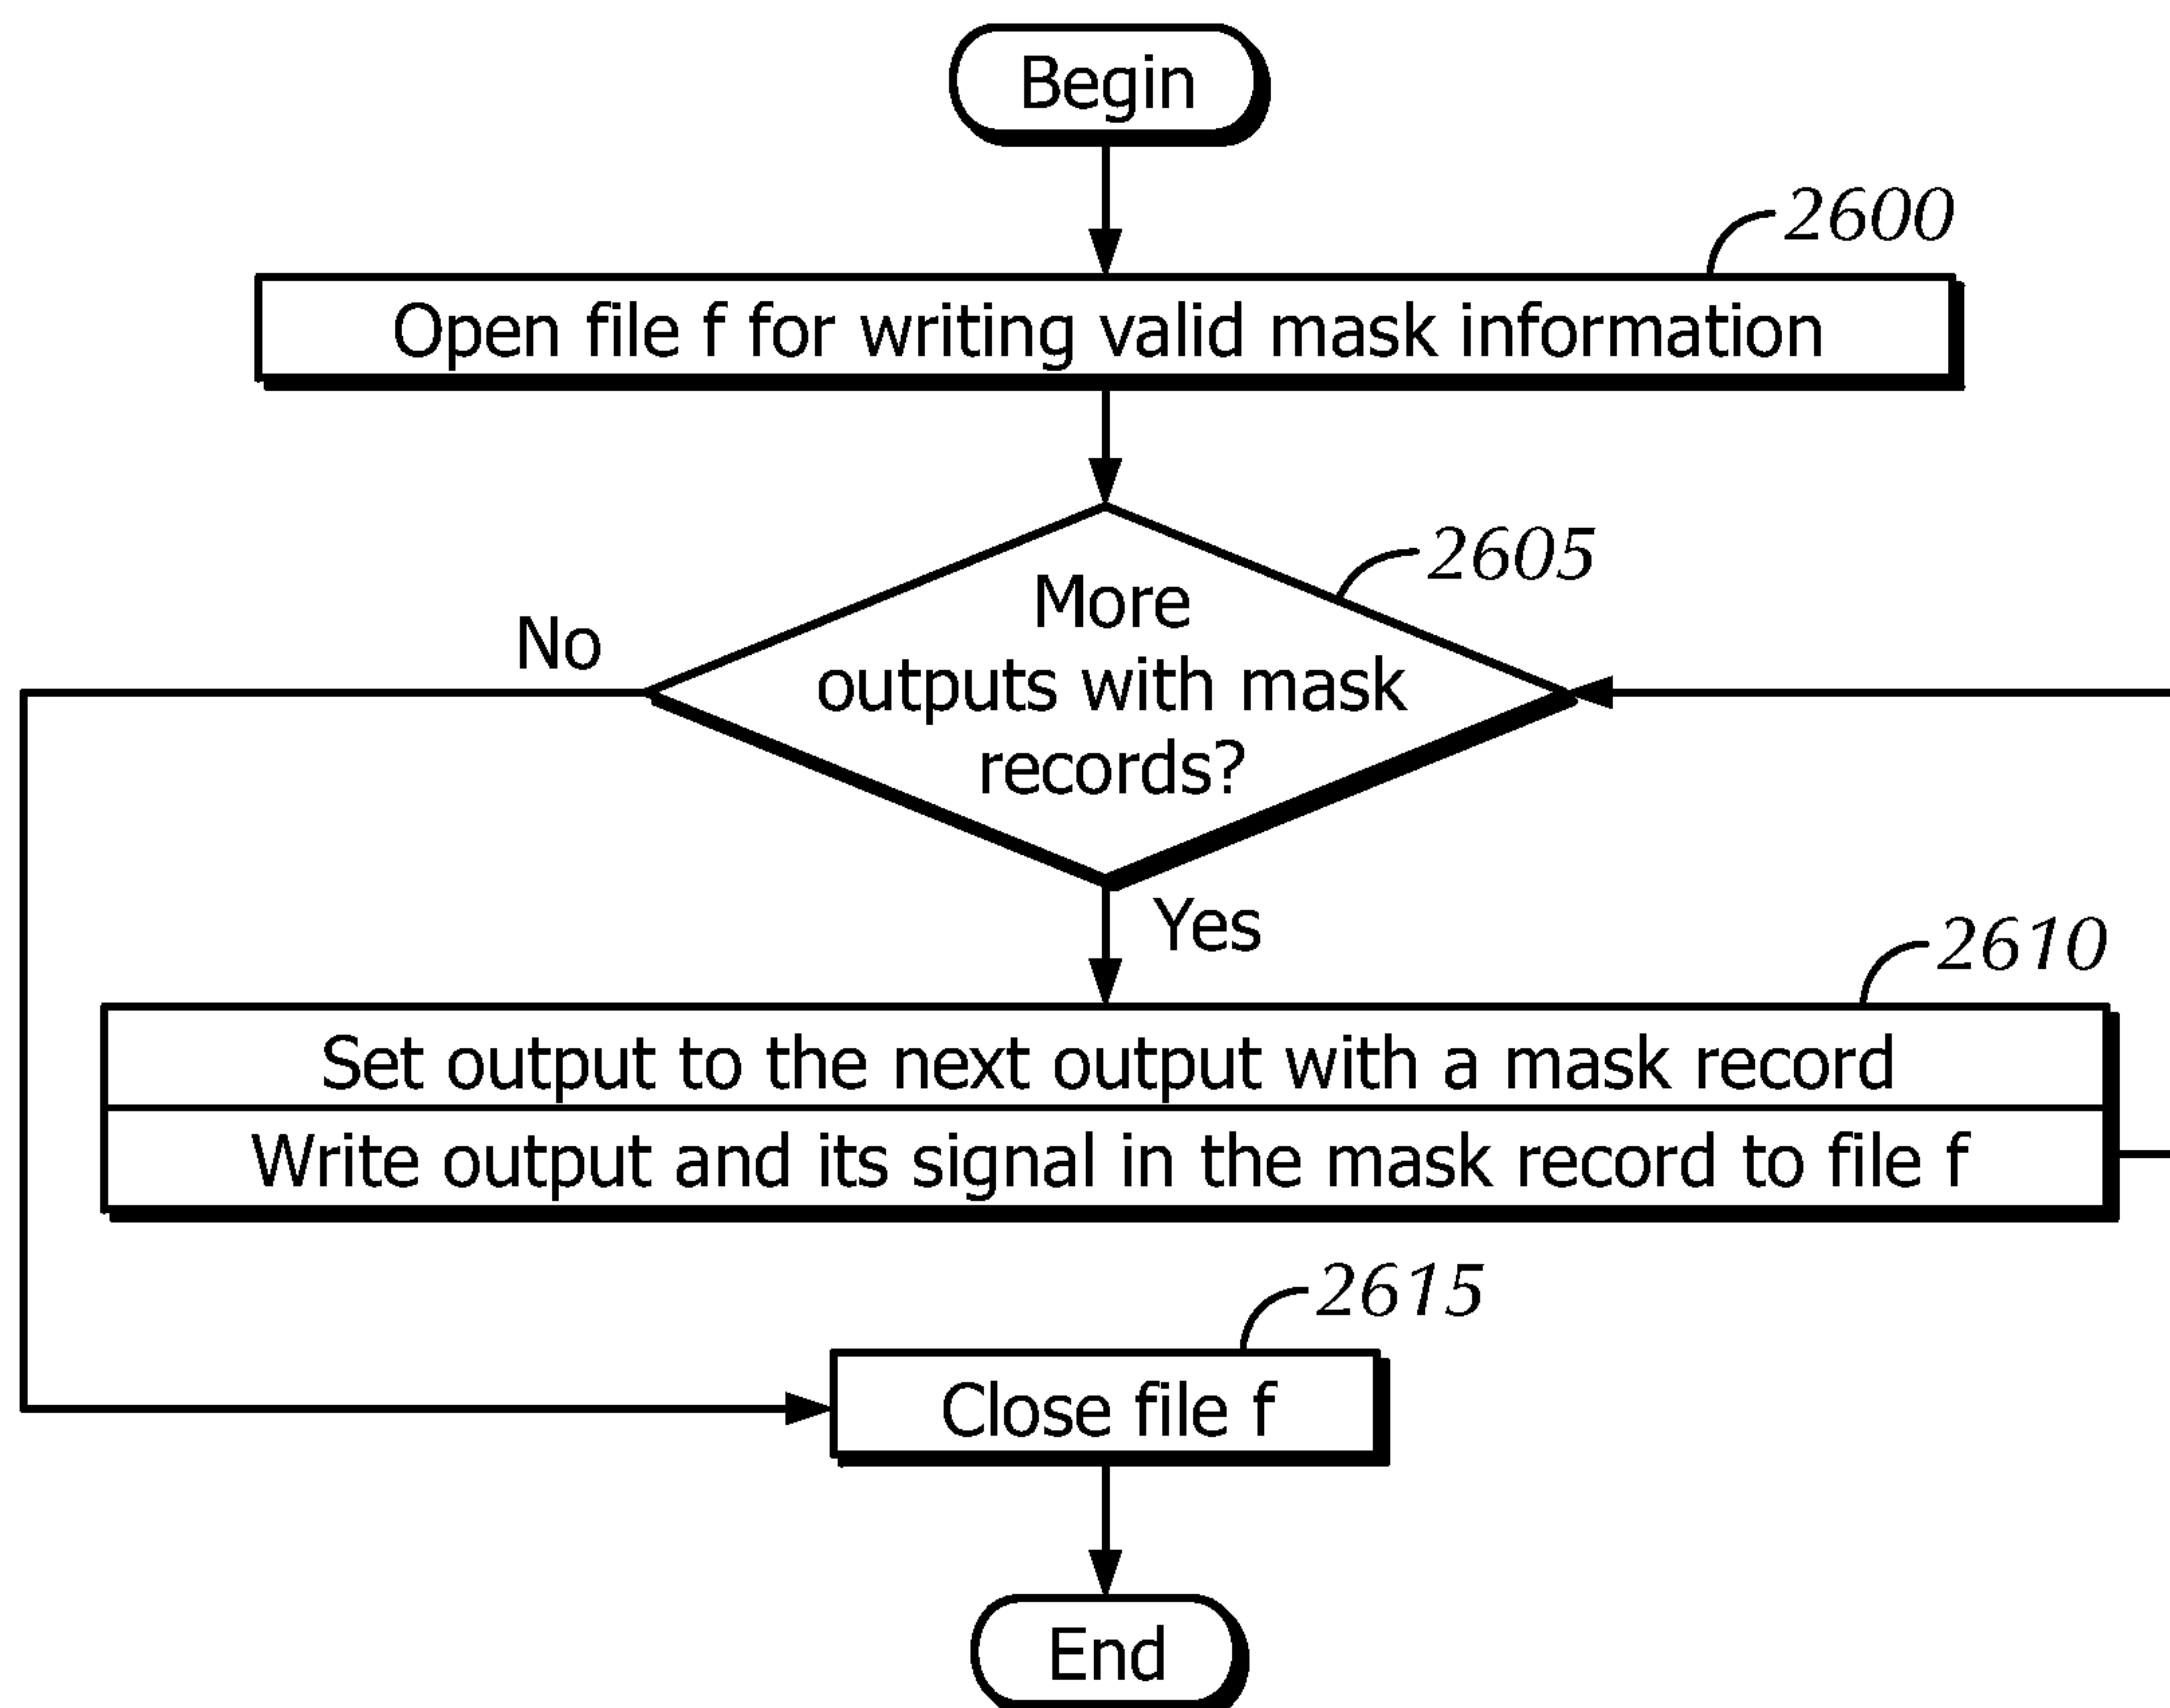 Begin
2600
Open file f for writing valid mask information
2605
More
outputs with mask
records?
No
Yes
2610
Set output to the next output with a mask record
Write output and its signal in the mask record to file f
2615
Close file f
End